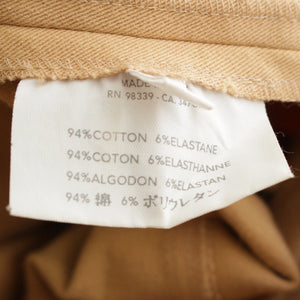 MADE
RN 98339 - CA
94%COTTON 6%ELASTANE
94%COTON 6%ELASTHANNE
94%ALGODON 6%ELASTAN
94% 綿 6% ポリウレタン